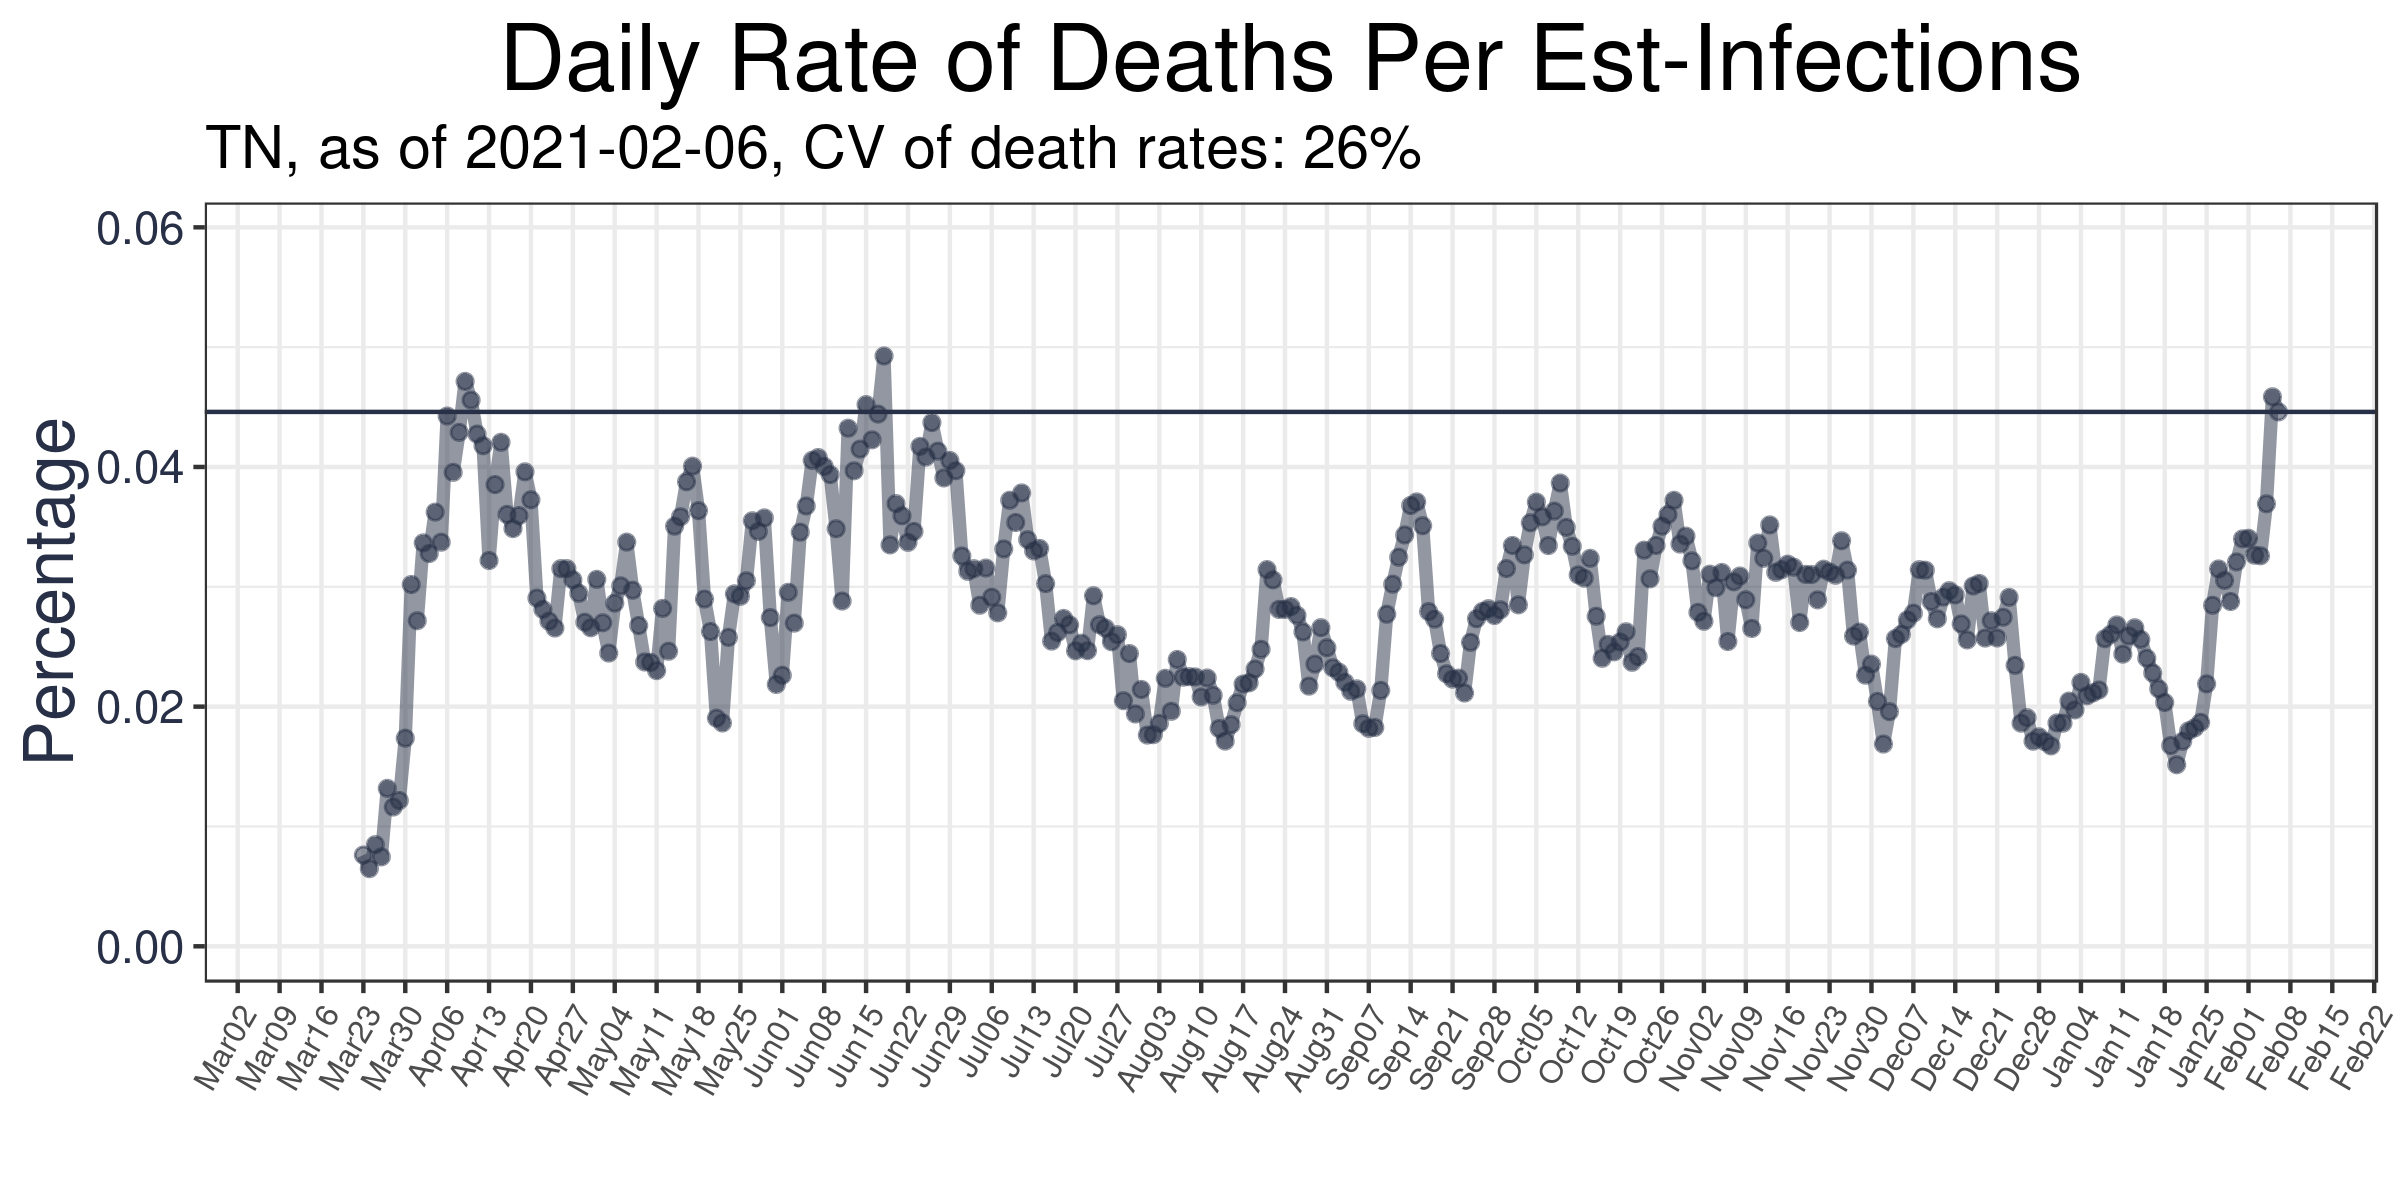 Daily Rate of Deaths Per Est-Infections
TN, as of 2021-02-06, CV of death rates: 26%
Percentage
0.06
0.04
0.02
0.00
Mar02
Mar09
Mar16
Mar23
Mar30
Apr06
Apr13
Apr20
Apr27
May04
May11
May18
May25
Jun01
Jun08
Jun15
Jun22
Jun29
Jul06
Jul13
Jul20
Jul27
Aug03
Aug10
Aug17
Aug24
Aug31
Sep07
Sep14
Sep21
Sep28
Oct05
Oct12
Oct19
Oct26
Nov02
Nov09
Nov16
Nov23
Nov30
Dec07
Dec14
Dec21
Dec28
Jan04
Jan11
Jan18
Jan25
Feb01
Feb08
Feb15
Feb22